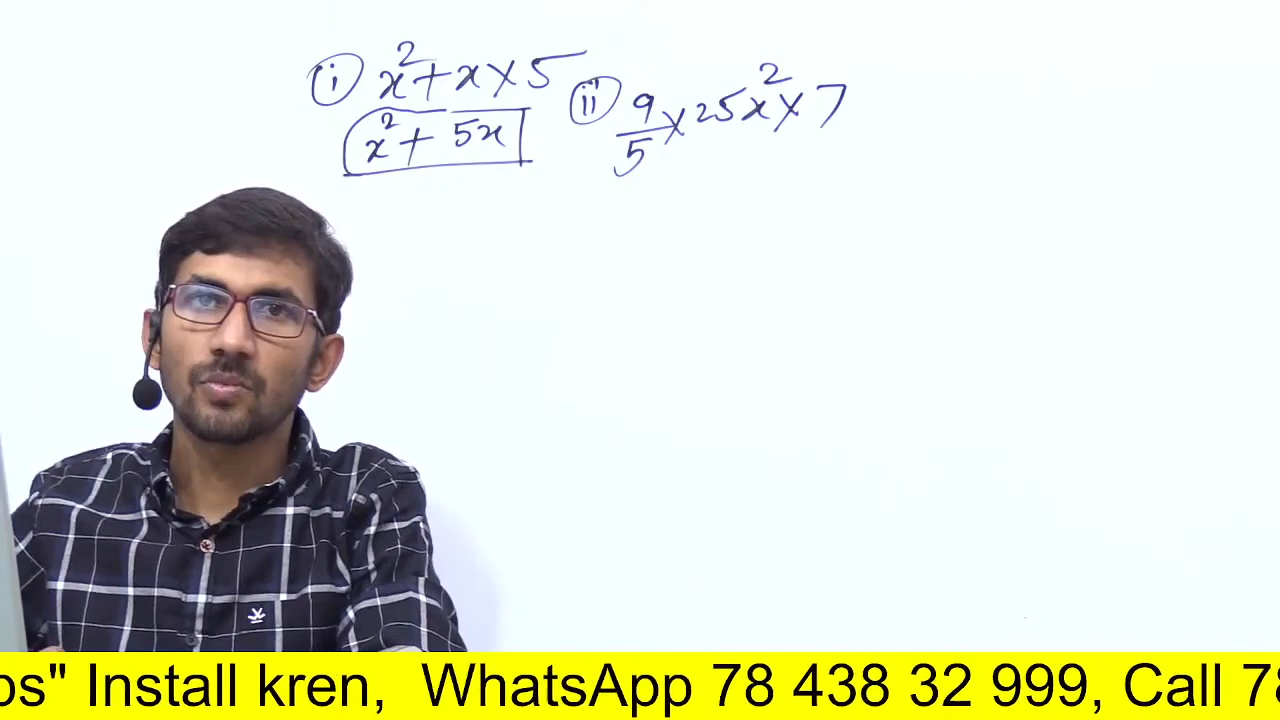 (i) x² + x × 5
x² + 5x
(ii) 9/5 × 25x² × 7
ps" Install kren, WhatsApp 78 438 32 999, Call 78